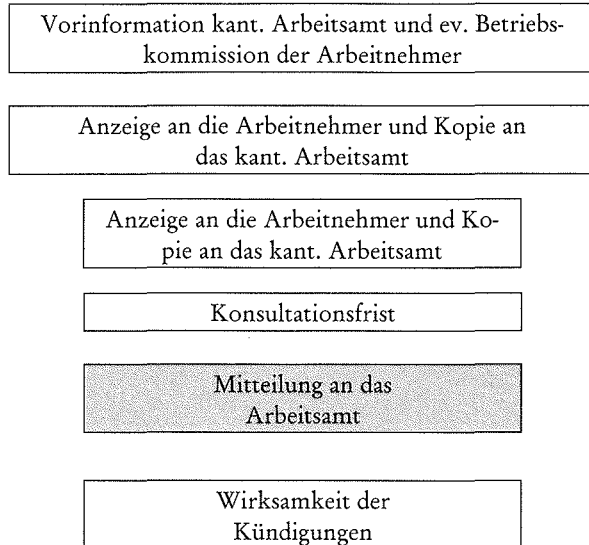 Vorinformation kant. Arbeitsamt und ev. Betriebs-
kommission der Arbeitnehmer
Anzeige an die Arbeitnehmer und Kopie an
das kant. Arbeitsamt
Anzeige an die Arbeitnehmer und Ko-
pie an das kant. Arbeitsamt
Konsultationsfrist
Mitteilung an das
Arbeitsamt
Wirksamkeit der
Kündigungen